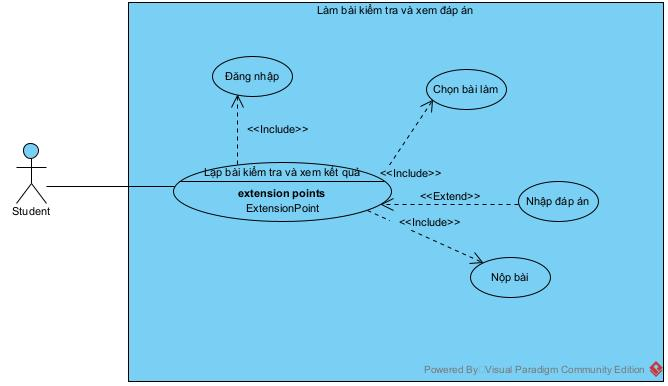 Làm bài kiểm tra và xem đáp án
Đăng nhập
Chọn bài làm
<<Include>>
Lạp bài kiểm tra và xem kết quả
<<Include>>
extension points
ExtensionPoint
<<Extend>>
Nhập đáp án
Student
<<Include>>
Nộp bài
Powered By Visual Paradigm Community Edition